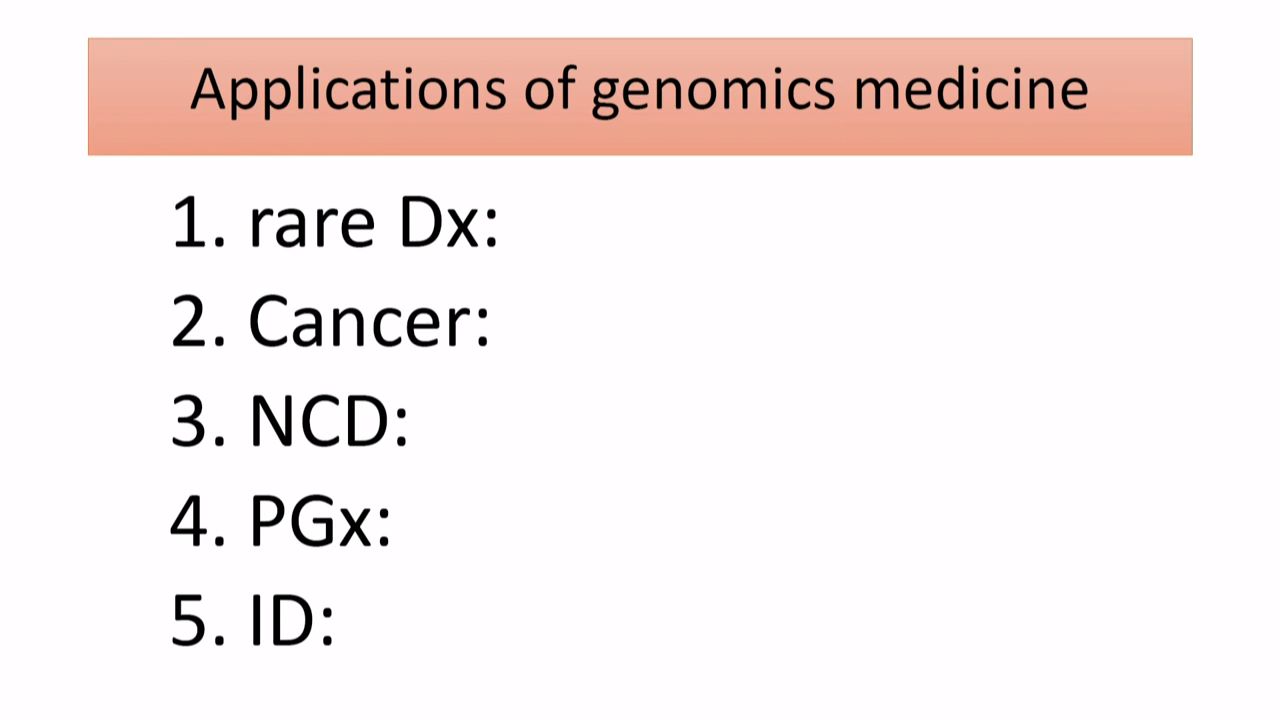 Applications of genomics medicine
1. rare Dx:
2. Cancer:
3. NCD:
4. PGx:
5. ID: